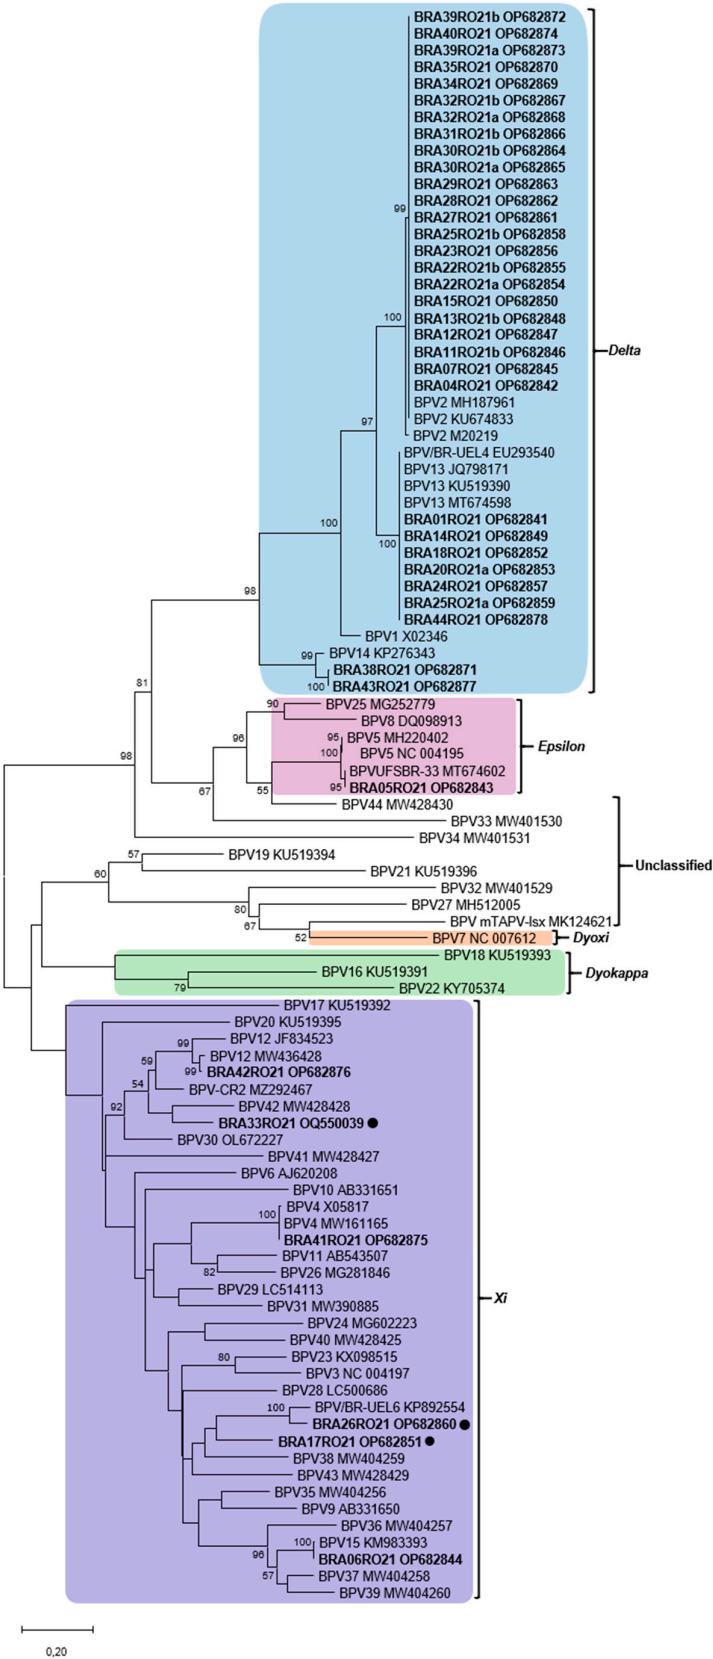 BRA39RO21b OP682872
BRA40RO21 OP682874
BRA39RO21a OP682873
BRA35RO21 OP682870
BRA34RO21 OP682869
BRA32RO21b OP682867
BRA32RO21a OP682868
BRA31RO21b OP682866
BRA30RO21b OP682864
BRA30RO21a OP682865
BRA29RO21 OP682863
BRA28RO21 OP682862
99
BRA27RO21 OP682861
BRA25RO21b OP682858
BRA23RO21 OP682856
BRA22RO21b OP682855
BRA22RO21a OP682854
BRA15RO21 OP682850
100
BRA13RO21b OP682848
BRA12RO21 OP682847
BRA11RO21b OP682846
Delta
BRA07RO21 OP682845
BRA04RO21 OP682842
BPV2 MH187961
BPV2 KU674833
97
BPV2 M20219
BPV/BR-UEL4 EU293540
BPV13 JQ798171
BPV13 KU519390
BPV13 MT674598
BRA01RO21 OP682841
100
BRA14RO21 OP682849
100
BRA18RO21 OP682852
BRA20RO21a OP682853
BRA24RO21 OP682857
98
BRA25RO21a OP682859
BRA44RO21 OP682878
BPV1 X02346
99
BPV14 KP276343
BRA38RO21 OP682871
100
BRA43RO21 OP682877
81
90
BPV25 MG252779
BPV8 DQ098913
96
95
BPV5 MH220402
100
BPV5 NC 004195
Epsilon
98
BPVUFSBR-33 MT674602
67
55
95
BRA05RO21 OP682843
BPV44 MW428430
BPV33 MW401530
BPV34 MW401531
57
BPV19 KU519394
Unclassified
60
BPV21 KU519396
BPV32 MW401529
80
BPV27 MH512005
67
BPV mTAPV-lsx MK124621
52
BPV7 NC 007612
Dyoxi
BPV18 KU519393
BPV16 KU519391
Dyokappa
79
BPV22 KY705374
BPV17 KU519392
BPV20 KU519395
99
BPV12 JF834523
59
BPV12 MW436428
99
BRA42RO21 OP682876
54
BPV-CR2 MZ292467
92
BPV42 MW428428
BRA33RO21 OQ550039
BPV30 OL672227
BPV41 MW428427
BPV6 AJ620208
BPV10 AB331651
BPV4 X05817
100
BPV4 MW161165
BRA41RO21 OP682875
BPV11 AB543507
82
BPV26 MG281846
BPV29 LC514113
Xi
BPV31 MW390885
BPV24 MG602223
BPV40 MW428425
80
BPV23 KX098515
BPV3 NC 004197
BPV28 LC500686
100
BPV/BR-UEL6 KP892554
BRA26RO21 OP682860
BRA17RO21 OP682851
BPV38 MW404259
BPV43 MW428429
BPV35 MW404256
BPV9 AB331650
BPV36 MW404257
100
BPV15 KM983393
96
BRA06RO21 OP682844
57
BPV37 MW404258
BPV39 MW404260
0,20